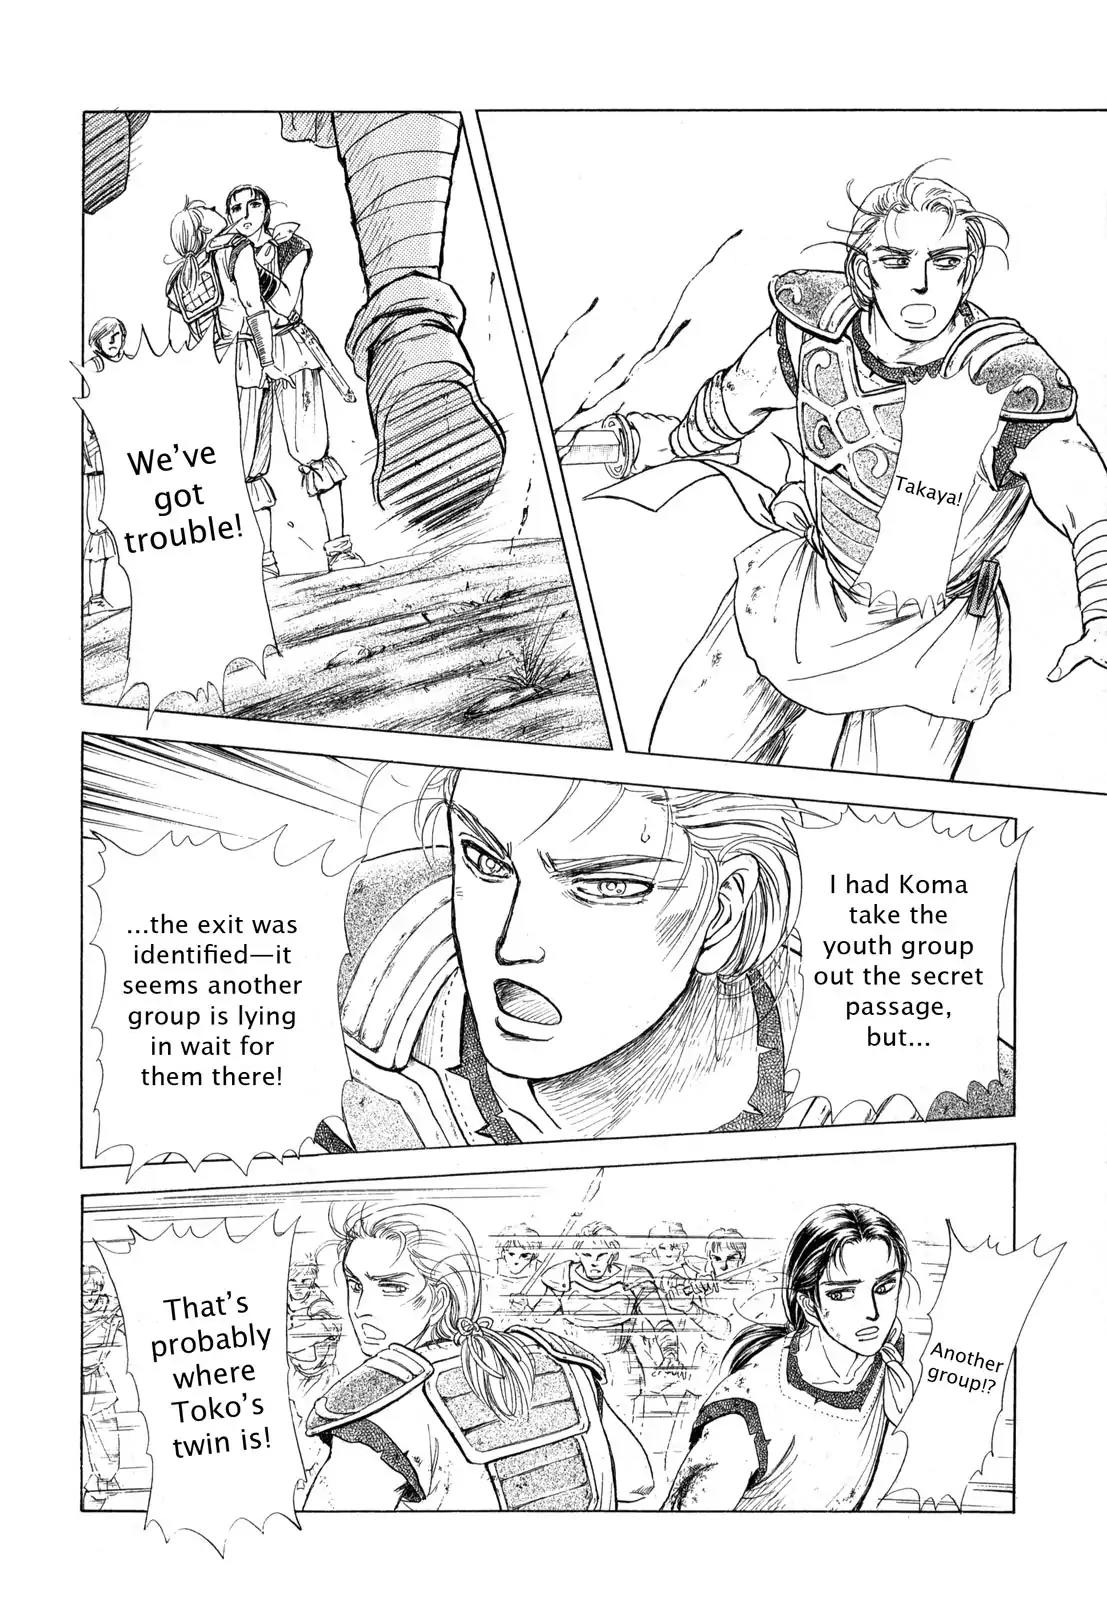 Takaya!
We've
got
trouble!
I had Koma
take the
youth group
out the secret
passage,
but...
...the exit was
identified—it
seems another
group is lying
in wait for
them there!
Another
group!?
That's
probably
where
Toko's
twin is!